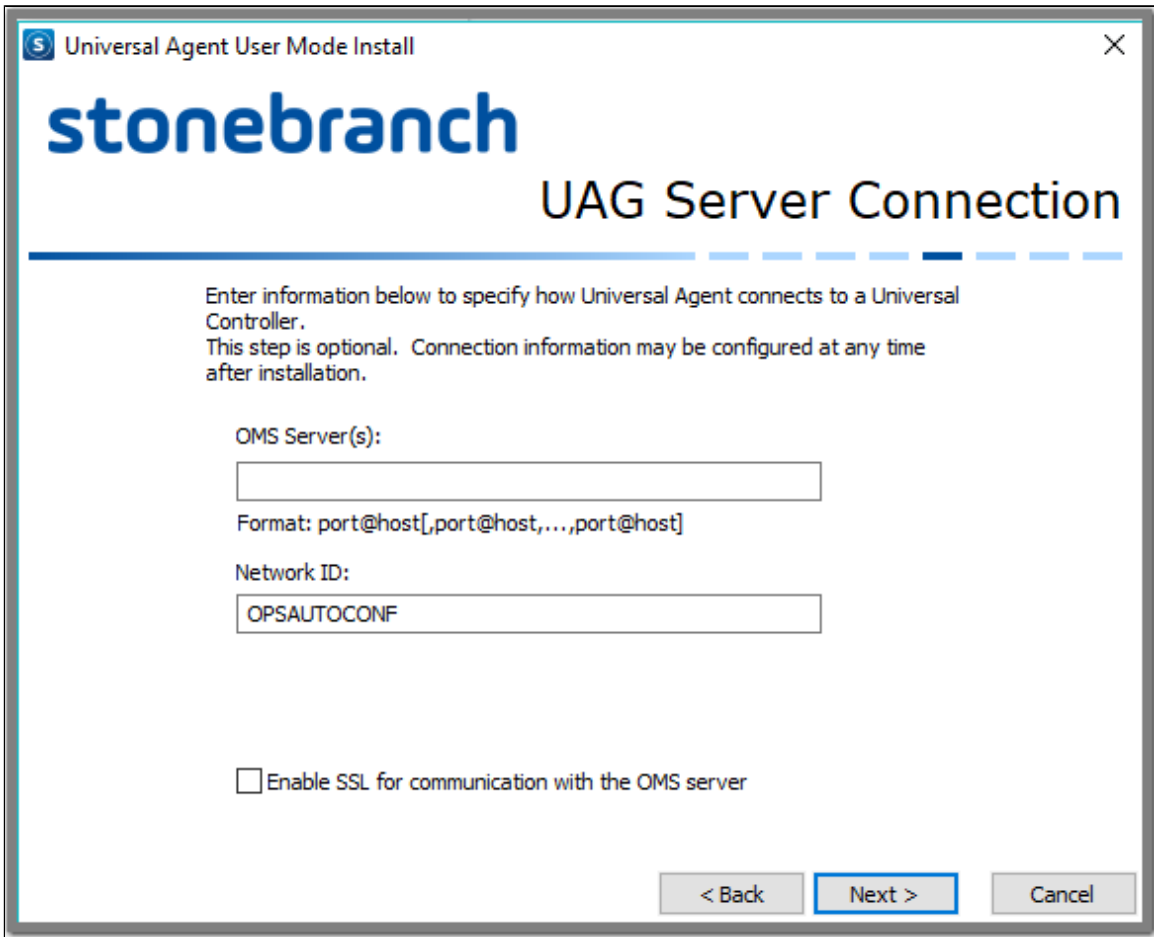 Universal Agent User Mode Install
stonebranch
UAG Server Connection
Enter information below to specify how Universal Agent connects to a Universal
Controller.
This step is optional.  Connection information may be configured at any time
after installation.
OMS Server(s):
Format: port@host[,port@host,...,port@host]
Network ID:
OPSAUTOCONF
Enable SSL for communication with the OMS server
< Back
Next >
Cancel